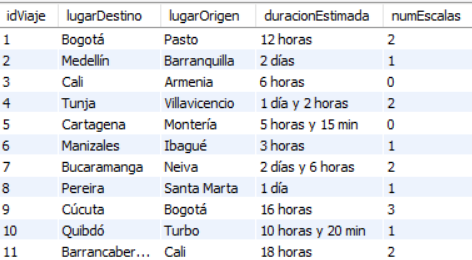 idViaje lugarDestino lugarOrigen duracionEstimada numEscalas
1 Bogotá Pasto 12 horas 2
2 Medellín Barranquilla 2 días 1
3 Cali Armenia 6 horas 0
4 Tunja Villavicencio 1 día y 2 horas 2
5 Cartagena Montería 5 horas y 15 min 0
6 Manizales Ibagué 3 horas 1
7 Bucaramanga Neiva 2 días y 6 horas 2
8 Pereira Santa Marta 1 día 1
9 Cúcuta Bogotá 16 horas 3
10 Quibdó Turbo 10 horas y 20 min 1
11 Barrancaber... Cali 18 horas 2